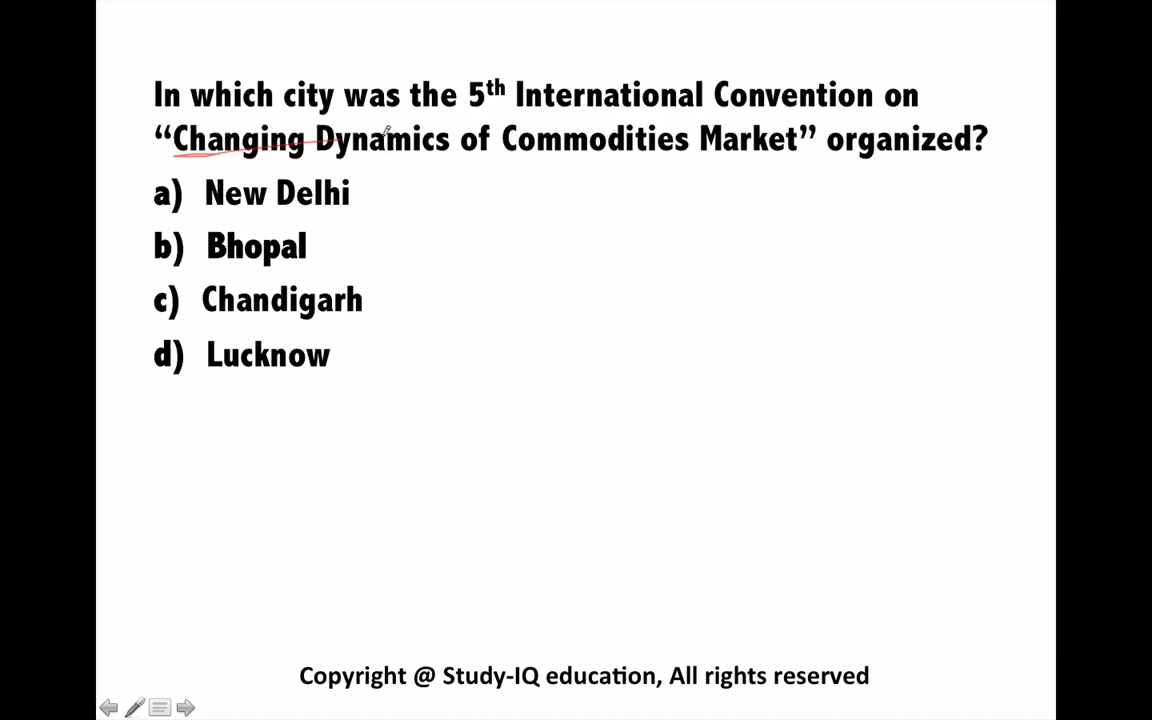 In which city was the 5th International Convention on
“Changing Dynamics of Commodities Market” organized?
a) New Delhi
b) Bhopal
c) Chandigarh
d) Lucknow
Copyright @ Study-IQ education, All rights reserved